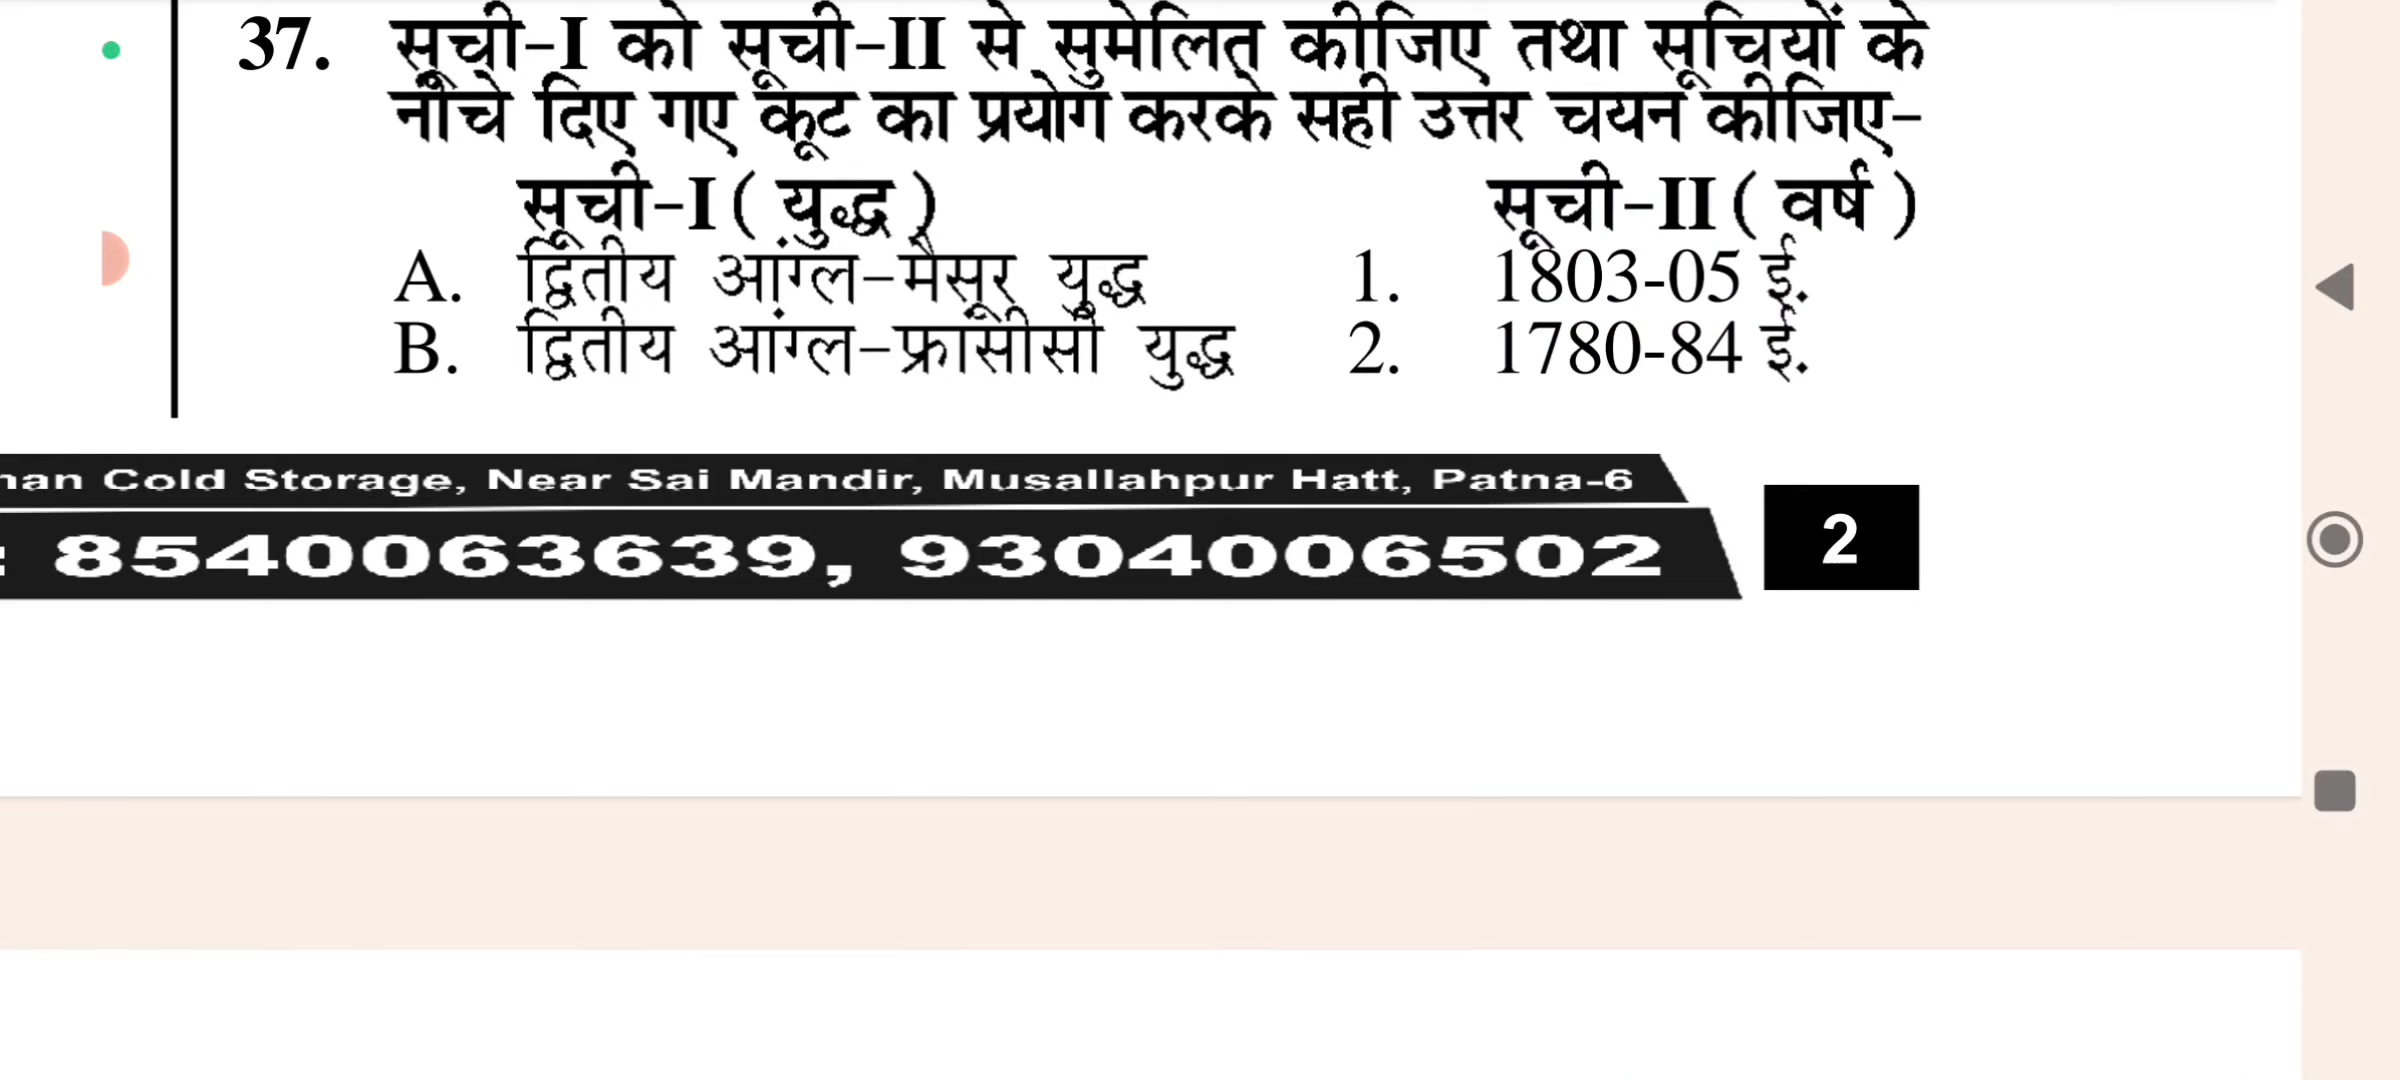 37. सूची-I को सूची-II से सुमेलित कीजिए तथा सूचियों के
नीचे दिए गए कूट का प्रयोग करके सही उत्तर चयन कीजिए-
सूची-I ( युद्ध ) सूची-II ( वर्ष )
A. द्वितीय आंग्ल-मैसूर युद्ध 1. 1803-05 ई.
B. द्वितीय आंग्ल-फ्रांसीसी युद्ध 2. 1780-84 ई.
Cold Storage, Near Sai Mandir, Musallahpur Hatt, Patna-6
: 8540063639, 9304006502 2